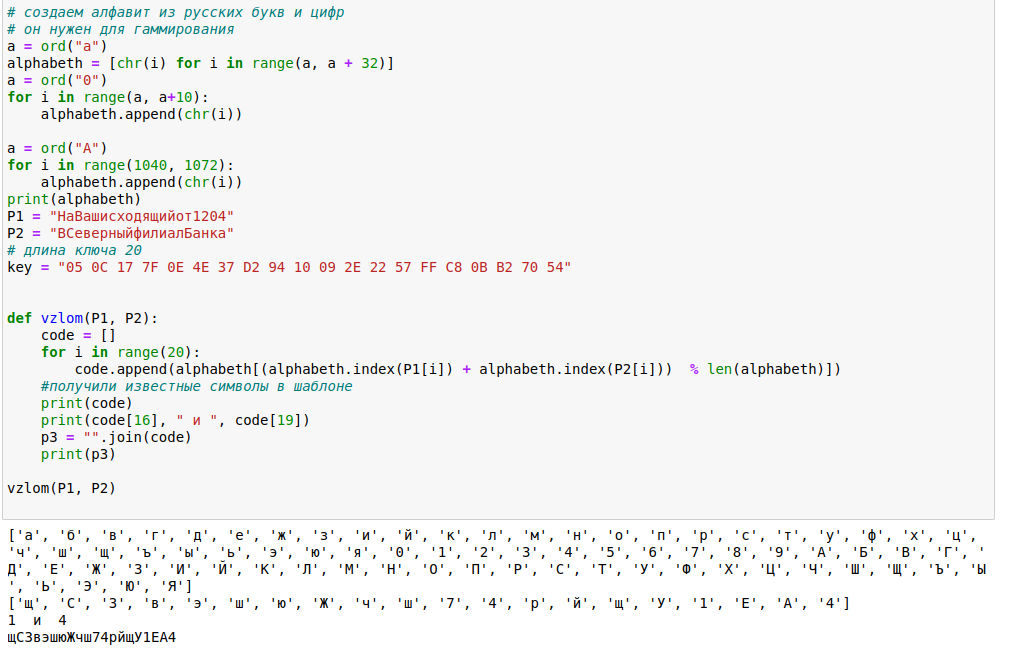 # создаем алфавит из русских букв и цифр
# он нужен для гаммирования
a = ord("а")
alphabeth = [chr(i) for i in range(a, a + 32)]
a = ord("0")
for i in range(a, a+10):
    alphabeth.append(chr(i))
a = ord("А")
for i in range(1040, 1072):
    alphabeth.append(chr(i))
print(alphabeth)
P1 = "НаВашисходящийот1204"
P2 = "ВСеверныйфилиалБанка"
# длина ключа 20
key = "05 0C 17 7F 0E 4E 37 D2 94 10 09 2E 22 57 FF C8 0B B2 70 54"
def vzlom(P1, P2):
    code = []
    for i in range(20):
        code.append(alphabeth[(alphabeth.index(P1[i]) + alphabeth.index(P2[i]))  % len(alphabeth)])
    #получили известные символы в шаблоне
    print(code)
    print(code[16], " и ", code[19])
    p3 = "".join(code)
    print(p3)
vzlom(P1, P2)
['а', 'б', 'в', 'г', 'д', 'е', 'ж', 'з', 'и', 'й', 'к', 'л', 'м', 'н', 'о', 'п', 'р', 'с', 'т', 'у', 'ф', 'х', 'ц',
'ч', 'ш', 'щ', 'ъ', 'ы', 'ь', 'э', 'ю', 'я', '0', '1', '2', '3', '4', '5', '6', '7', '8', '9', 'А', 'Б', 'В', 'Г', '
Д', 'Е', 'Ж', 'З', 'И', 'Й', 'К', 'Л', 'М', 'Н', 'О', 'П', 'Р', 'С', 'Т', 'У', 'Ф', 'Х', 'Ц', 'Ч', 'Ш', 'Щ', 'Ъ', 'Ы
', 'Ь', 'Э', 'Ю', 'Я']
['щ', 'С', 'З', 'в', 'э', 'ш', 'ю', 'Ж', 'ч', 'ш', '7', '4', 'р', 'й', 'щ', 'У', '1', 'Е', 'А', '4']
1  и  4
щСЗвэшюЖчш74рйщУ1ЕА4